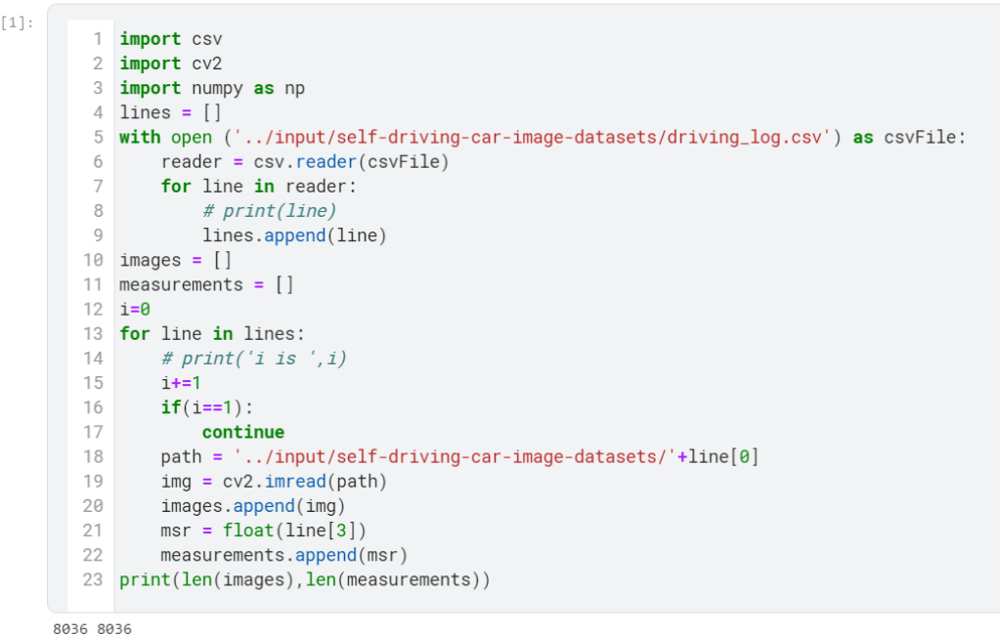 [1]:
1 import csv
2 import cv2
3 import numpy as np
4 lines = []
5 with open ('../input/self-driving-car-image-datasets/driving_log.csv') as csvFile:
6     reader = csv.reader(csvFile)
7     for line in reader:
8         # print(line)
9         lines.append(line)
10 images = []
11 measurements = []
12 i=0
13 for line in lines:
14     # print('i is ',i)
15     i+=1
16     if(i==1):
17         continue
18     path = '../input/self-driving-car-image-datasets/'+line[0]
19     img = cv2.imread(path)
20     images.append(img)
21     msr = float(line[3])
22     measurements.append(msr)
23 print(len(images),len(measurements))
8036 8036